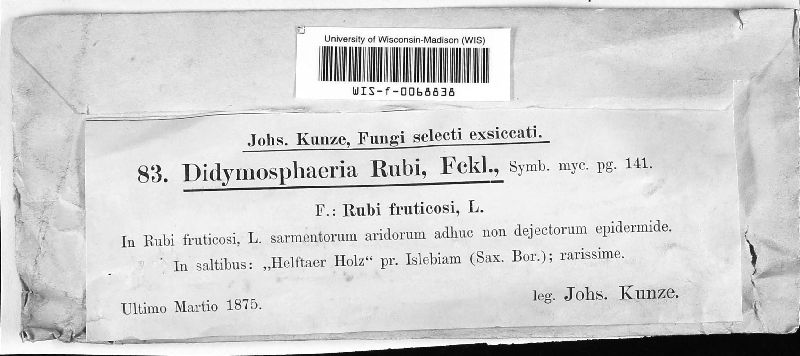 University of Wisconsin-Madison (WIS)
WIS-f-0068838
Johs. Kunze, Fungi selecti exsiccati.
83. Didymosphaeria Rubi, Fckl., Symb. myc. pg. 141.
F.: Rubi fruticosi, L.
In Rubi fruticosi, L. sarmentorum aridorum adhuc non dejectorum epidermide.
In saltibus: „Helftaer Holz“ pr. Islebiam (Sax. Bor.); rarissime.
Ultimo Martio 1875.
leg. Johs. Kunze.